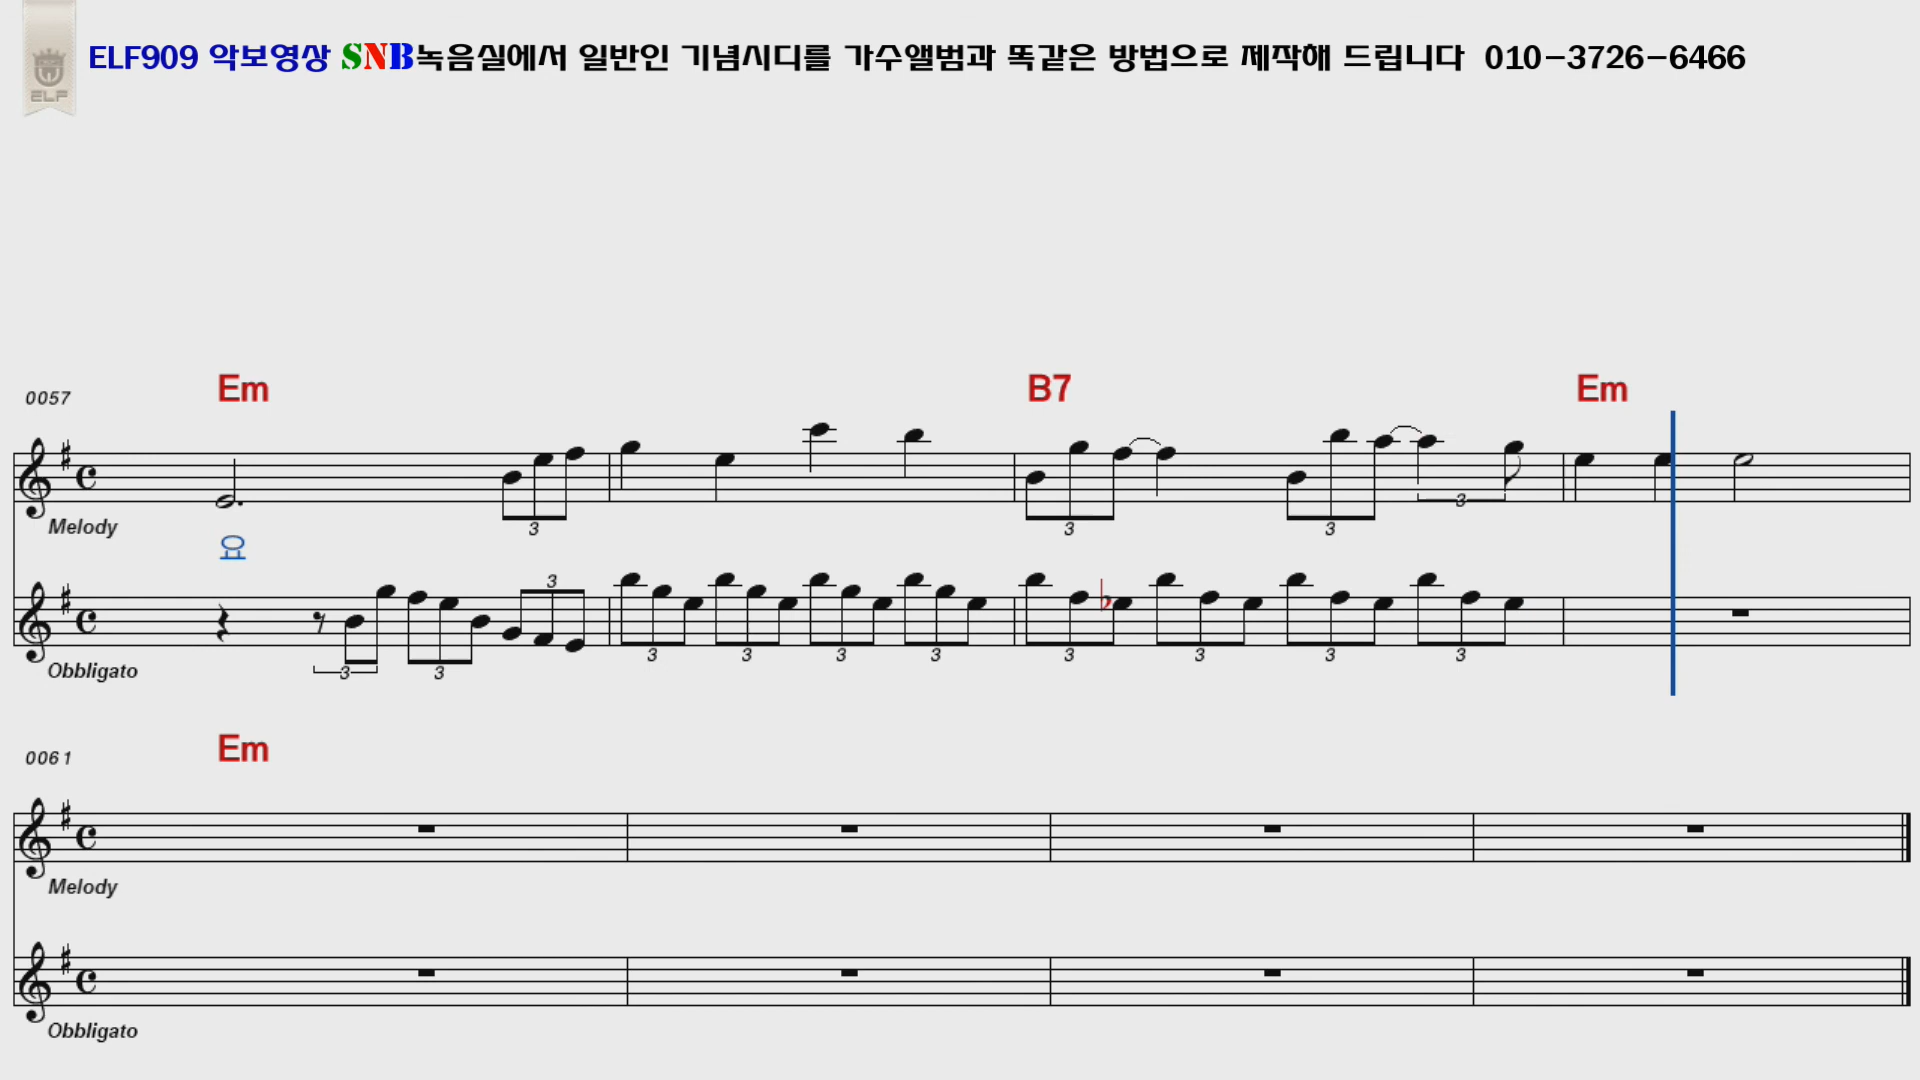 ELF909 악보영상 SNB녹음실에서 일반인 기념시디를 가수앨범과 똑같은 방법으로 제작해 드립니다 010-3726-6466
ELF
0057 Em B7 Em
3 3 3 3
Melody
요
3
3 3 3 3 3 3 3 3 3 3
Obbligato
0061 Em
Melody
Obbligato